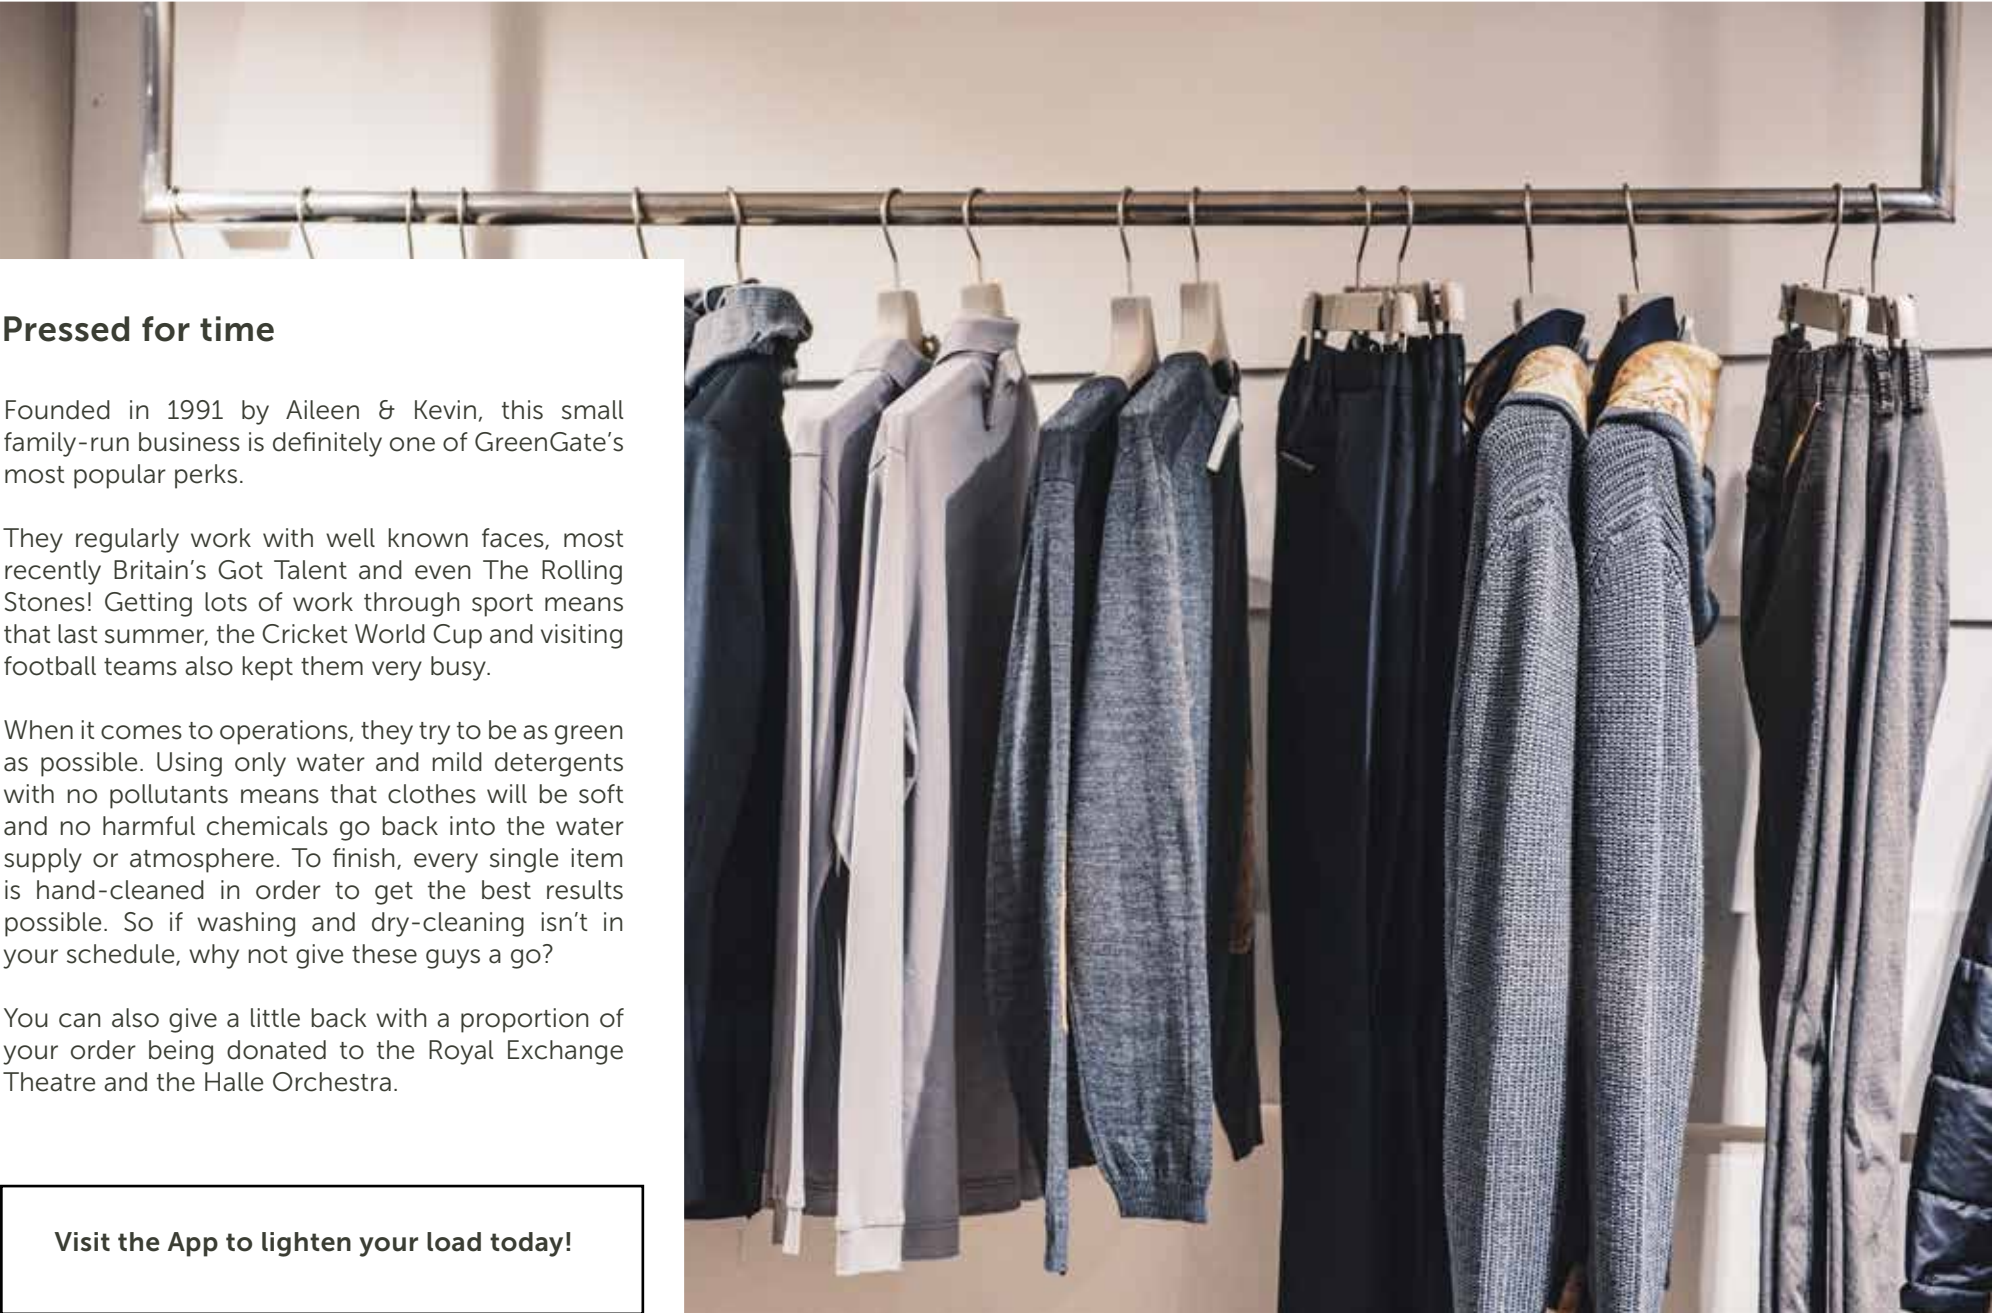 Pressed for time
Founded in 1991 by Aileen & Kevin, this small
family-run business is definitely one of GreenGate's
most popular perks.
They regularly work with well known faces, most
recently Britain's Got Talent and even The Rolling
Stones! Getting lots of work through sport means
that last summer, the Cricket World Cup and visiting
football teams also kept them very busy.
When it comes to operations, they try to be as green
as possible. Using only water and mild detergents
with no pollutants means that clothes will be soft
and no harmful chemicals go back into the water
supply or atmosphere. To finish, every single item
is hand-cleaned in order to get the best results
possible. So if washing and dry-cleaning isn't in
your schedule, why not give these guys a go?
You can also give a little back with a proportion of
your order being donated to the Royal Exchange
Theatre and the Halle Orchestra.
Visit the App to lighten your load today!